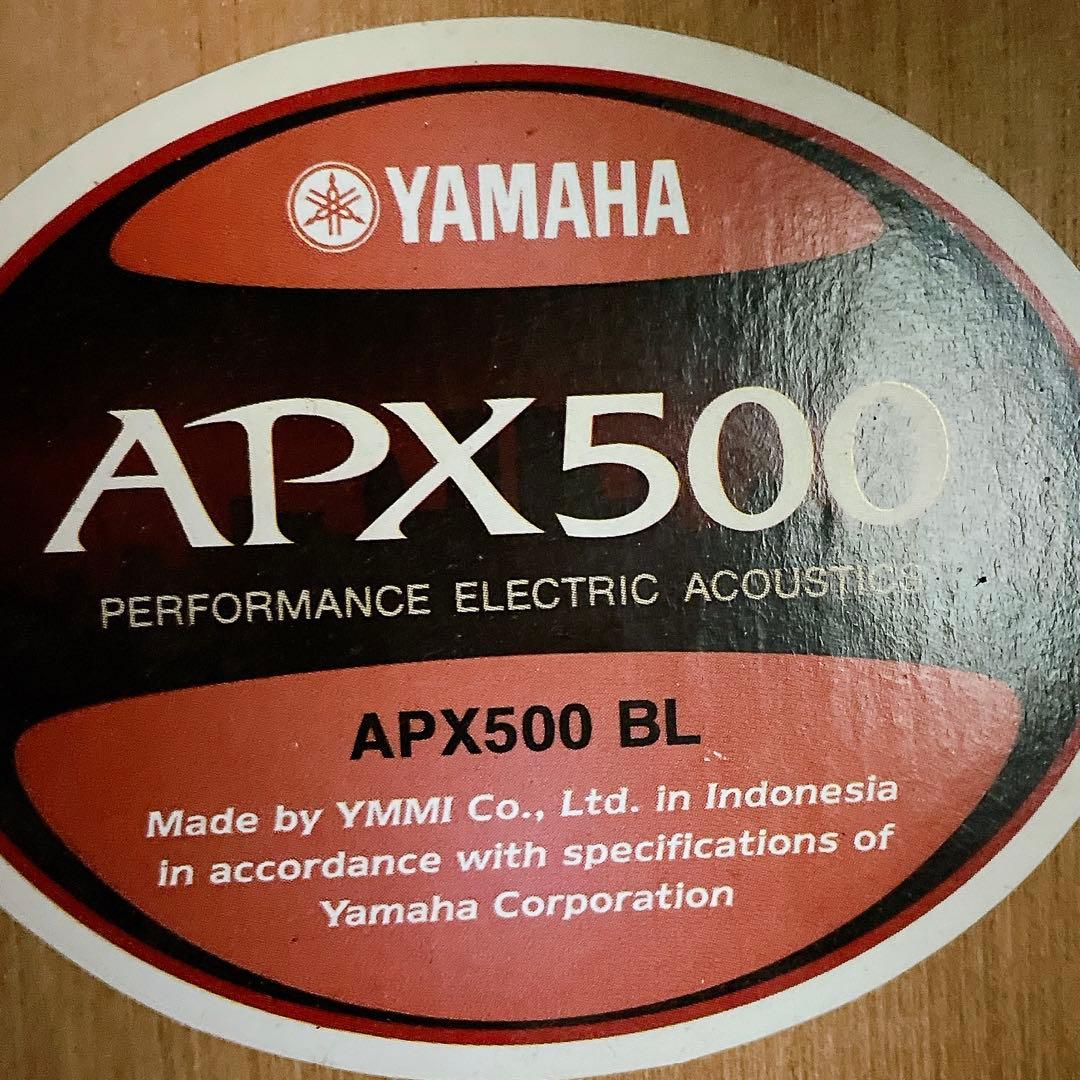 YAMAHA
APX500
PERFORMANCE ELECTRIC ACOUSTICS
APX500 BL
Made by YMMI Co., Ltd. in Indonesia
in accordance with specifications of
Yamaha Corporation